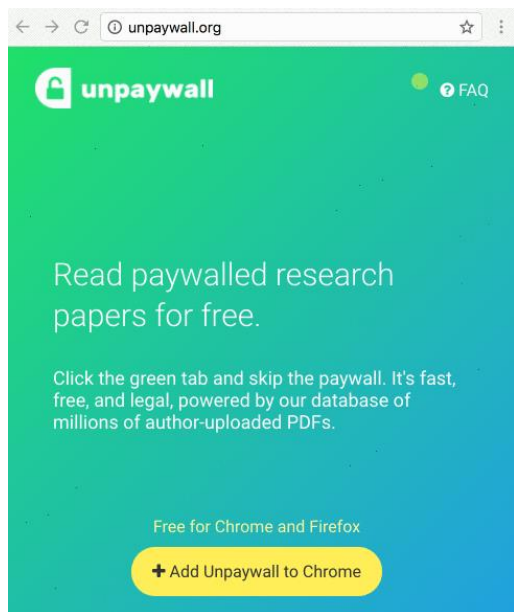 unpaywall.org
unpaywall
FAQ
Read paywalled research
papers for free.
Click the green tab and skip the paywall. It's fast,
free, and legal, powered by our database of
millions of author-uploaded PDFs.
Free for Chrome and Firefox
+ Add Unpaywall to Chrome